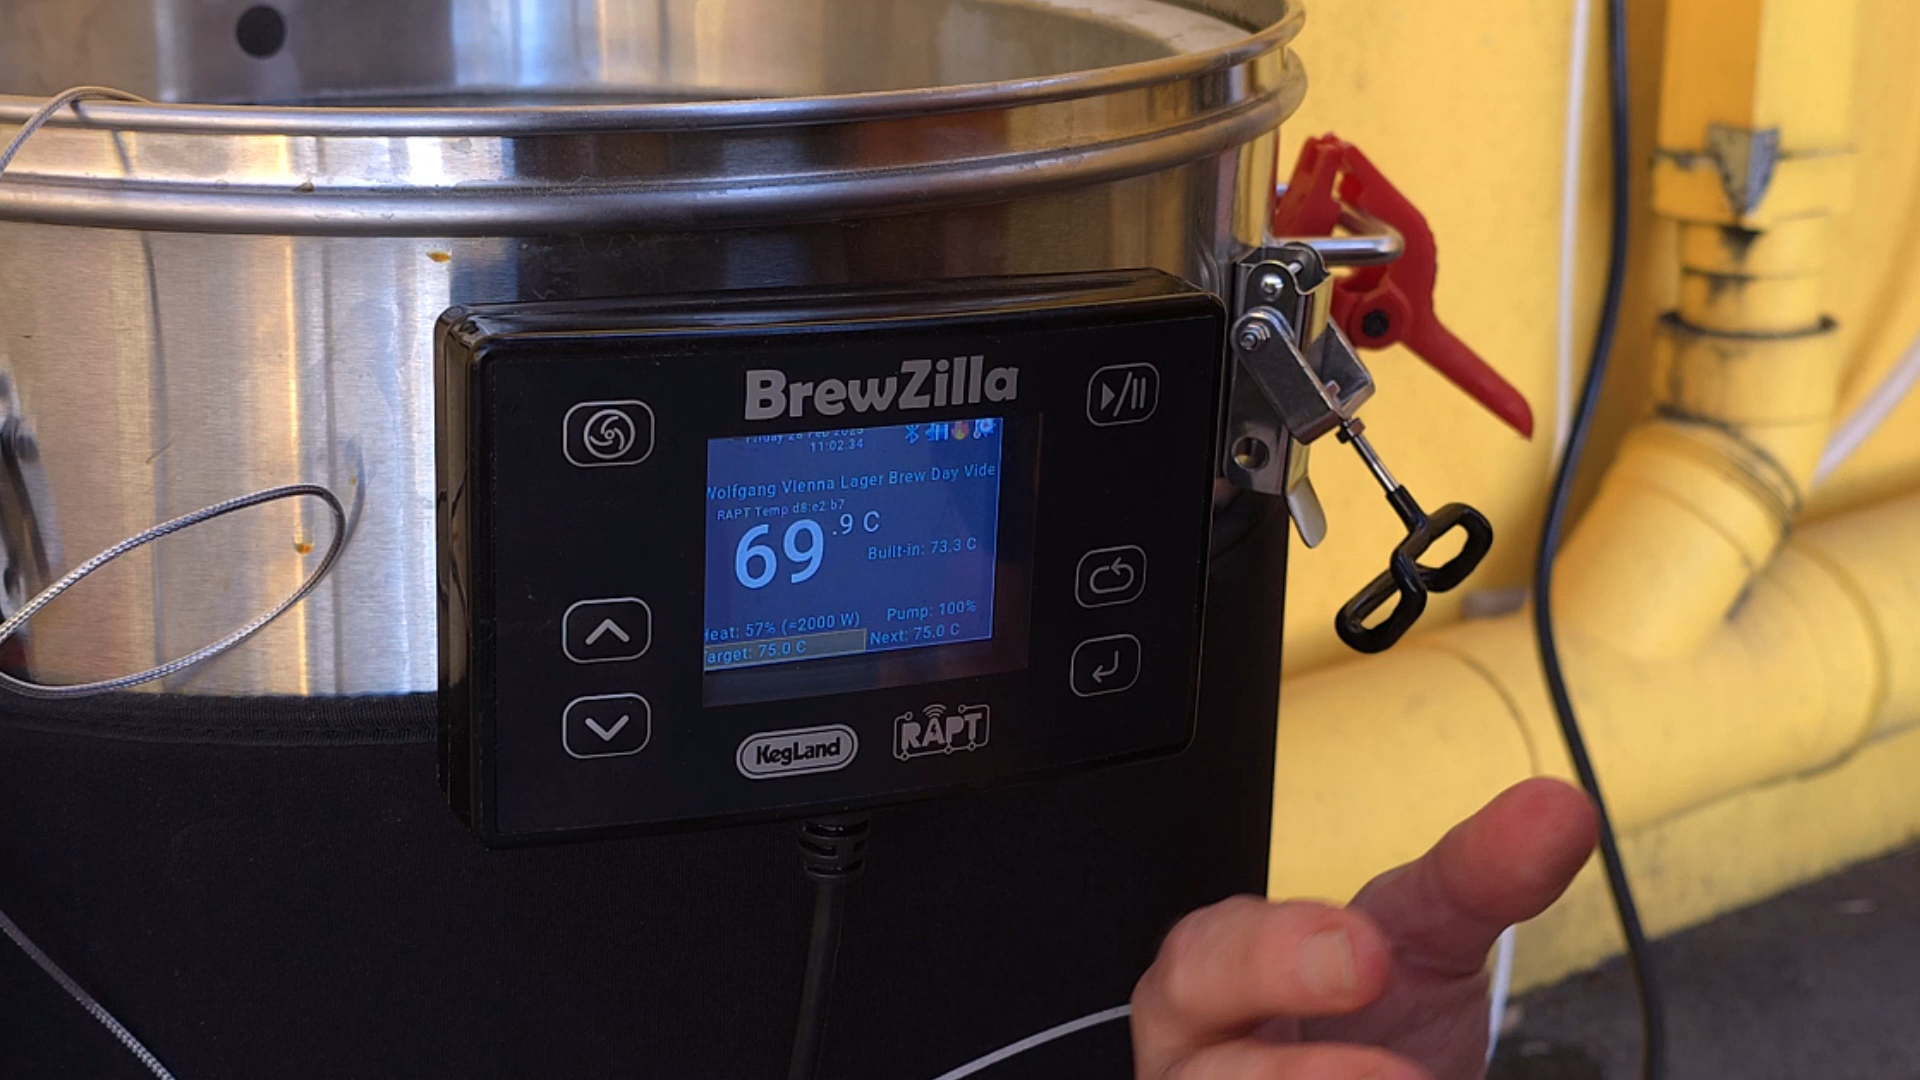 BrewZilla
Friday 28 Feb 2025
11:02.34
Wolfgang Vienna Lager Brew Day Vide
RAPT Temp d8:e2:b7
69.9 C
Built-in: 73.3 C
Heat: 57% (≈2000 W)
Pump: 100%
Target: 75.0 C
Next: 75.0 C
KegLand
RAPT